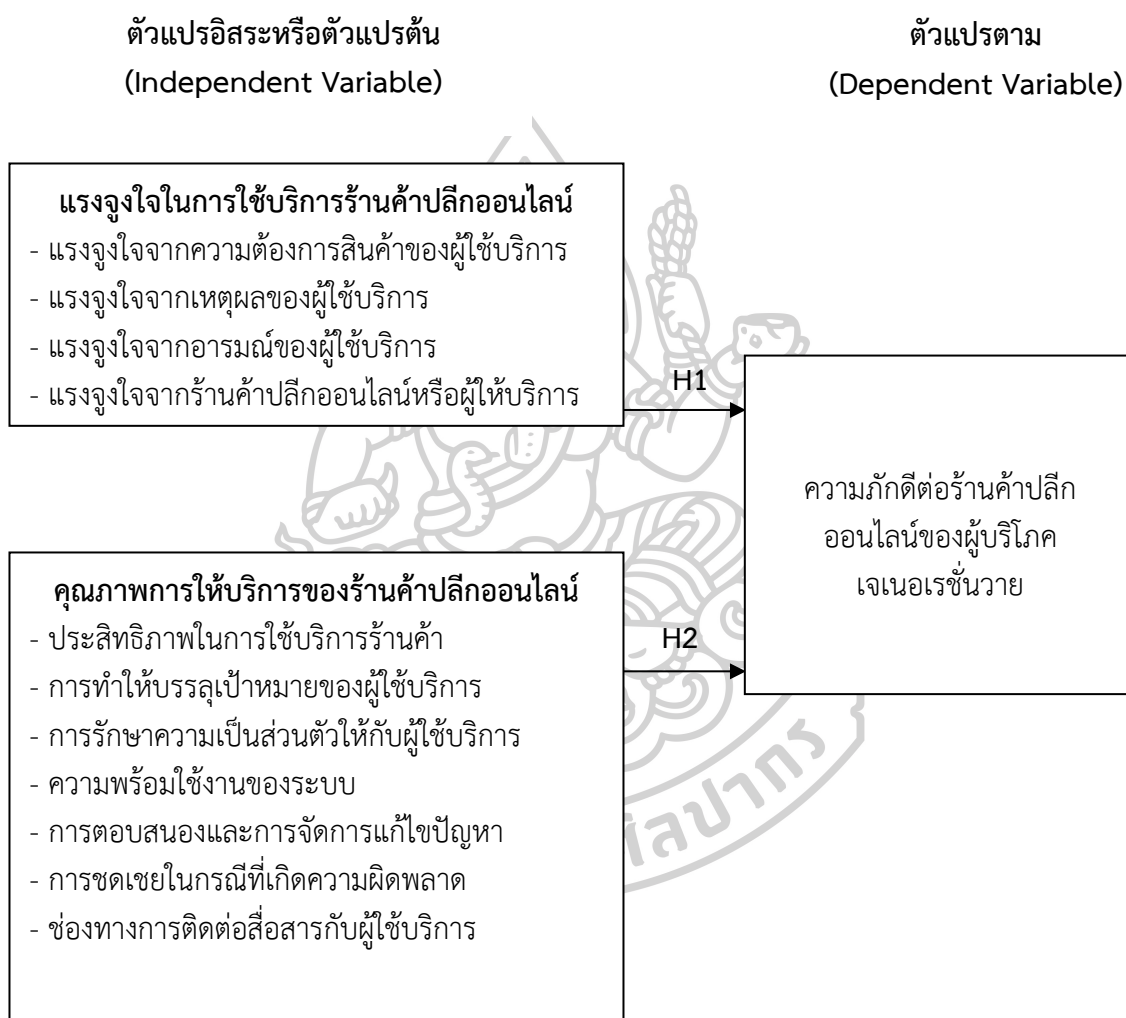 ตัวแปรอิสระหรือตัวแปรต้น
(Independent Variable)
ตัวแปรตาม
(Dependent Variable)
แรงจูงใจในการใช้บริการร้านค้าปลีกออนไลน์
- แรงจูงใจจากความต้องการสินค้าของผู้ใช้บริการ
- แรงจูงใจจากเหตุผลของผู้ใช้บริการ
- แรงจูงใจจากอารมณ์ของผู้ใช้บริการ
- แรงจูงใจจากร้านค้าปลีกออนไลน์หรือผู้ให้บริการ
H1
ความภักดีต่อร้านค้าปลีก
ออนไลน์ของผู้บริโภค
เจเนอเรชั่นวาย
คุณภาพการให้บริการของร้านค้าปลีกออนไลน์
- ประสิทธิภาพในการใช้บริการร้านค้า
- การทำให้บรรลุเป้าหมายของผู้ใช้บริการ
- การรักษาความเป็นส่วนตัวให้กับผู้ใช้บริการ
- ความพร้อมใช้งานของระบบ
- การตอบสนองและการจัดการแก้ไขปัญหา
- การชดเชยในกรณีที่เกิดความผิดพลาด
- ช่องทางการติดต่อสื่อสารกับผู้ใช้บริการ
H2
ศิลปากร